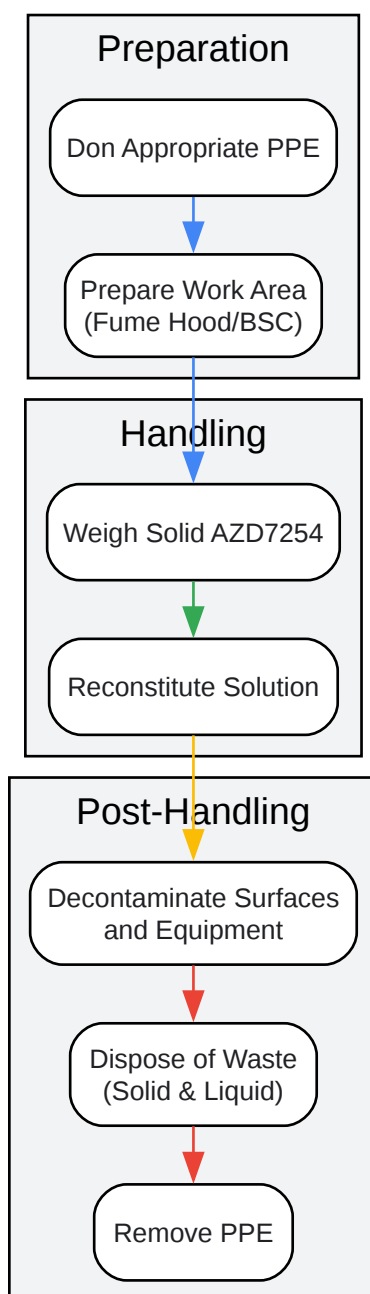 Preparation
Don Appropriate PPE
Prepare Work Area
(Fume Hood/BSC)
Handling
Weigh Solid AZD7254
Reconstitute Solution
Post-Handling
Decontaminate Surfaces
and Equipment
Dispose of Waste
(Solid & Liquid)
Remove PPE